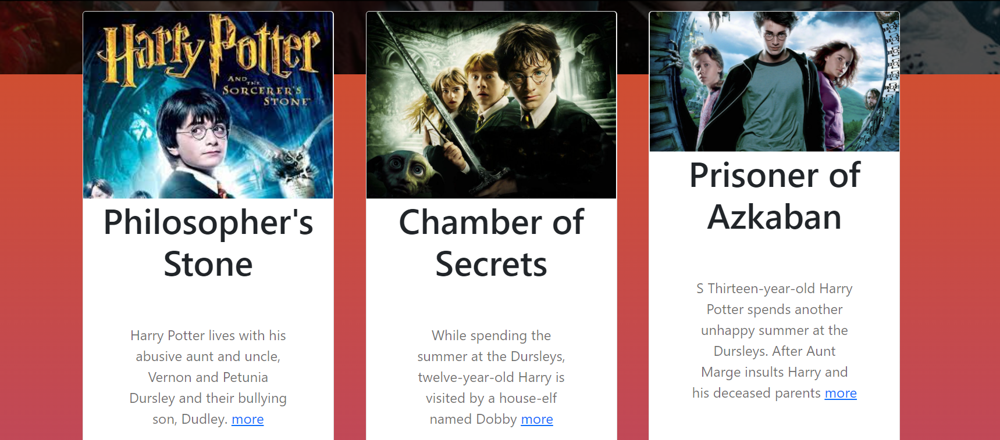 Harry Potter
AND
THE
SORCERER'S
STONE
Philosopher's
Stone
Harry Potter lives with his
abusive aunt and uncle,
Vernon and Petunia
Dursley and their bullying
son, Dudley. more
Chamber of
Secrets
While spending the
summer at the Dursleys,
twelve-year-old Harry is
visited by a house-elf
named Dobby more
Prisoner of
Azkaban
S Thirteen-year-old Harry
Potter spends another
unhappy summer at the
Dursleys. After Aunt
Marge insults Harry and
his deceased parents more